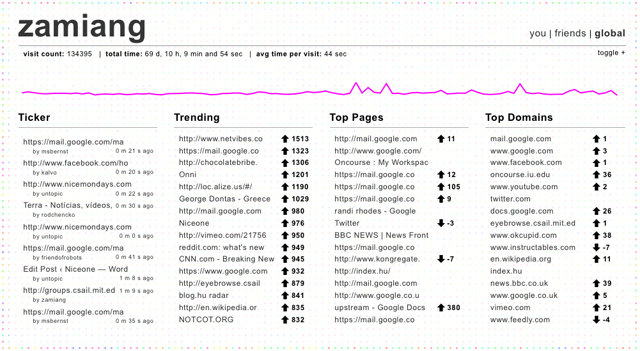 zamiang
you | friends | global
visit count: 134395 | total time: 69 d, 10 h, 9 min and 54 sec | avg time per visit: 44 sec
toggle +
Ticker
https://mail.google.com/ma
by msbernst 0 m 21 s ago
http://www.facebook.com/ho
by kalvo 0 m 20 s ago
http://www.nicemondays.com
by untopic 0 m 22 s ago
Terra - Notícias, vídeos, 0 m 30 s ago
by rodchencko
http://www.nicemondays.com
by untopic 0 m 0 s ago
https://mail.google.com/ma
by friendofrobots 0 m 41 s ago
Edit Post ‹ Niceone — Word
by untopic 1 m 8 s ago
http://groups.csail.mit.ed 1 m 9 s ago
by zamiang
https://mail.google.com/ma
by msbernst 0 m 35 s ago
Trending
http://www.netvibes.co 1513
https://mail.google.co 1323
http://chocolatebribe. 1306
Onni 1201
http://loc.alize.us/#/ 1190
George Dontas - Greece 1029
http://mail.google.com 980
Niceone 976
http://vimeo.com/21756 950
reddit.com: what's new 949
CNN.com - Breaking New 945
https://www.google.com 932
http://eyebrowse.csail 879
blog.hu radar 841
http://en.wikipedia.or 835
NOTCOT.ORG 832
Top Pages
http://mail.google.com 11
http://www.google.com/
Oncourse : My Workspac
https://mail.google.co 12
https://mail.google.co 105
https://mail.google.co 9
randi rhodes - Google
Twitter -3
BBC NEWS | News Front
https://mail.google.co
http://www.kongregate. -7
http://index.hu/
http://mail.google.com
http://www.google.co.u
upstream - Google Docs 380
https://mail.google.co
Top Domains
mail.google.com 1
www.google.com 3
www.facebook.com 1
oncourse.iu.edu 36
www.youtube.com 2
twitter.com
docs.google.com 26
eyebrowse.csail.mit.ed 1
www.okcupid.com 38
www.instructables.com -7
en.wikipedia.org 11
index.hu
news.bbc.co.uk 39
www.google.co.uk 5
vimeo.com 21
www.feedly.com -4